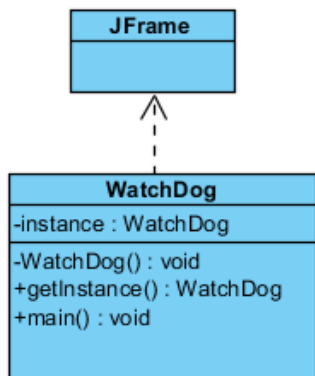 JFrame
WatchDog
-instance : WatchDog
-WatchDog() : void
+getInstance() : WatchDog
+main() : void